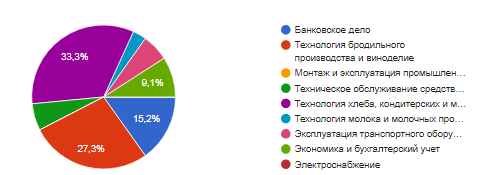 33,3%
9,1%
15,2%
27,3%
Банковское дело
Технология бродильного
производства и виноделие
Монтаж и эксплуатация промышлен…
Техническое обслуживание средств…
Технология хлеба, кондитерских и м…
Технология молока и молочных про…
Эксплуатация транспортного обору…
Экономика и бухгалтерский учет
Электроснабжение